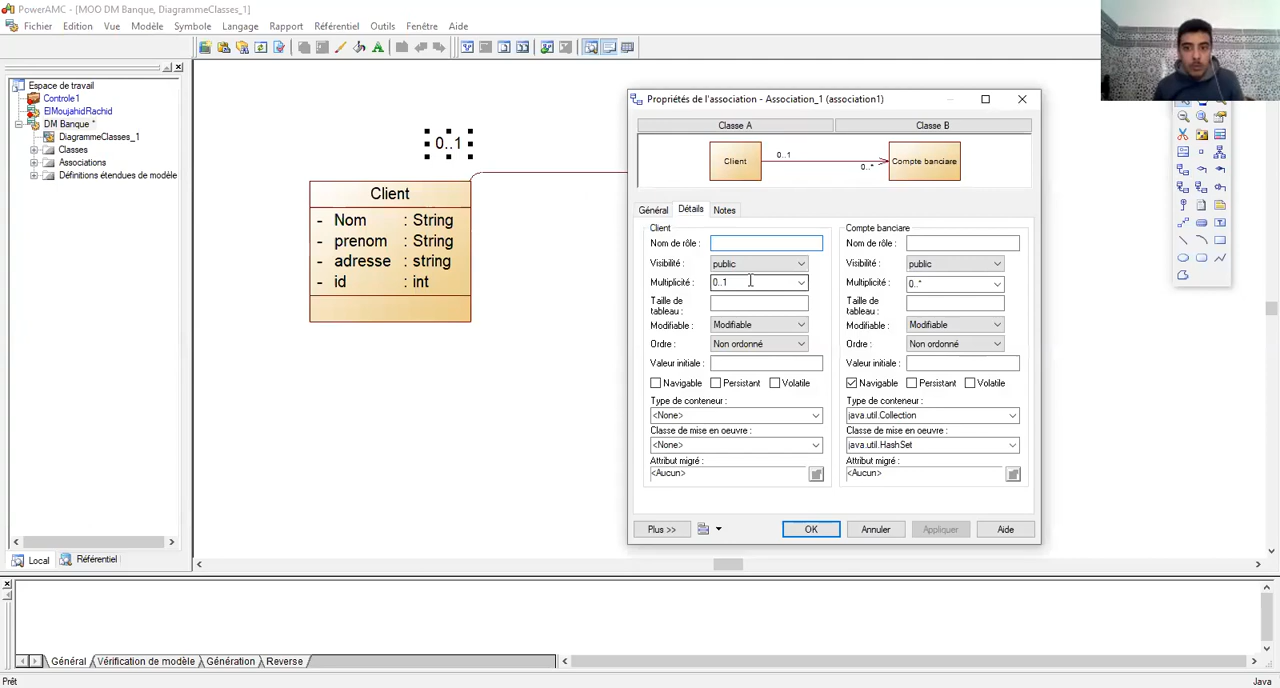 PowerAMC - [MOO DM Banque, DiagrammeClasses_1]
Fichier Edition Vue Modèle Symbole Langage Rapport Référentiel Outils Fenêtre Aide
Espace de travail
Controle1
ElMoujahidRachid
DM Banque *
DiagrammeClasses_1
Classes
Associations
Définitions étendues de modèle
Local Référentiel
0..1
Client
- Nom : String
- prenom : String
- adresse : string
- id : int
Propriétés de l'association - Association_1 (association1)
Classe A Classe B
Client 0..1 0..* Compte banciare
Général Détails Notes
Client
Nom de rôle :
Visibilité : public
Multiplicité : 0..1
Taille de tableau :
Modifiable : Modifiable
Ordre : Non ordonné
Valeur initiale :
Navigable Persistant Volatile
Type de conteneur :
<None>
Classe de mise en oeuvre :
<None>
Attribut migré :
<Aucun>
Compte banciare
Nom de rôle :
Visibilité : public
Multiplicité : 0..*
Taille de tableau :
Modifiable : Modifiable
Ordre : Non ordonné
Valeur initiale :
Navigable Persistant Volatile
Type de conteneur :
java.util.Collection
Classe de mise en oeuvre :
java.util.HashSet
Attribut migré :
<Aucun>
Plus >> OK Annuler Appliquer Aide
Général Vérification de modèle Génération Reverse
Prêt Java